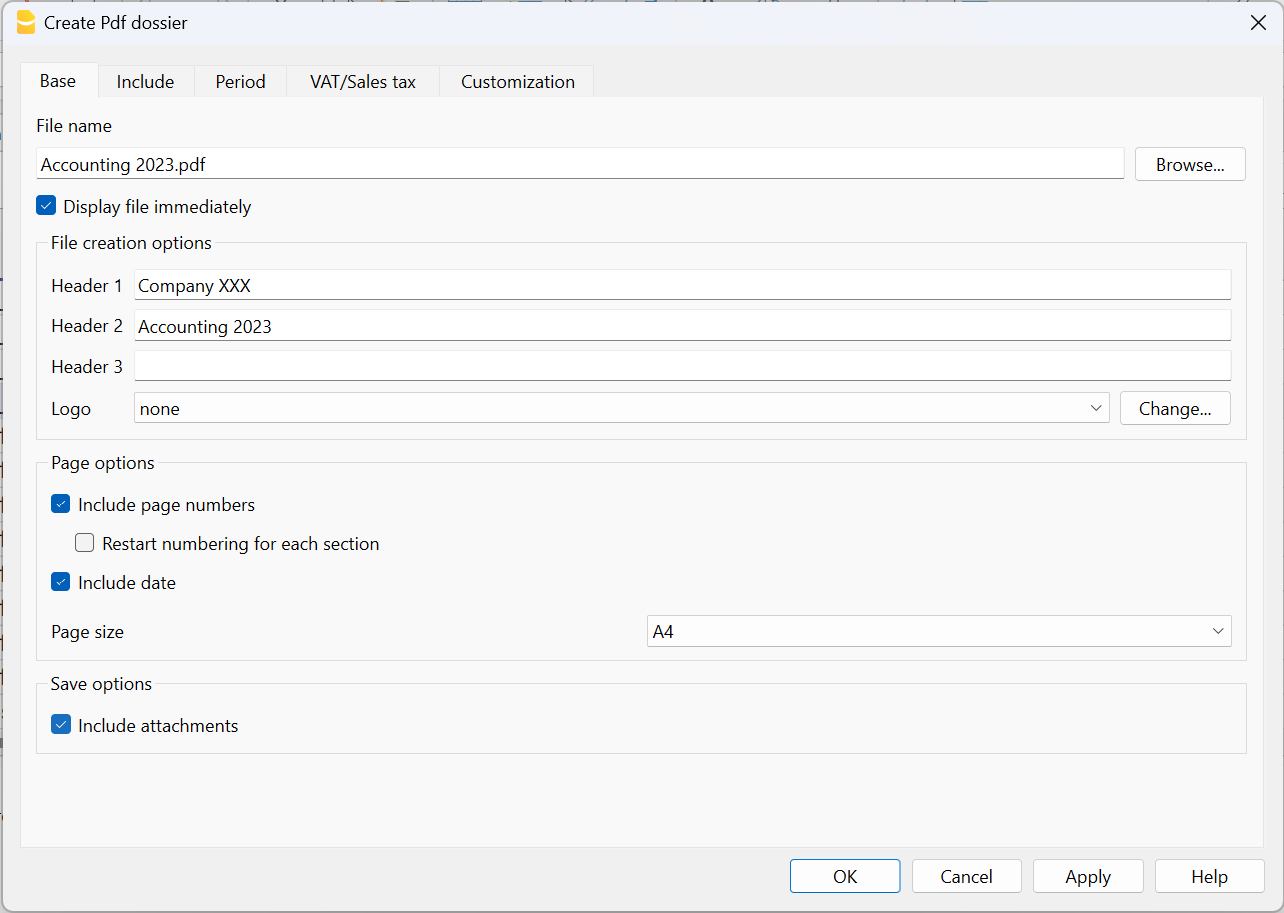 Create Pdf dossier
Base Include Period VAT/Sales tax Customization
File name
Accounting 2023.pdf Browse...
Display file immediately
File creation options
Header 1 Company XXX
Header 2 Accounting 2023
Header 3
Logo none Change...
Page options
Include page numbers
Restart numbering for each section
Include date
Page size A4
Save options
Include attachments
OK Cancel Apply Help